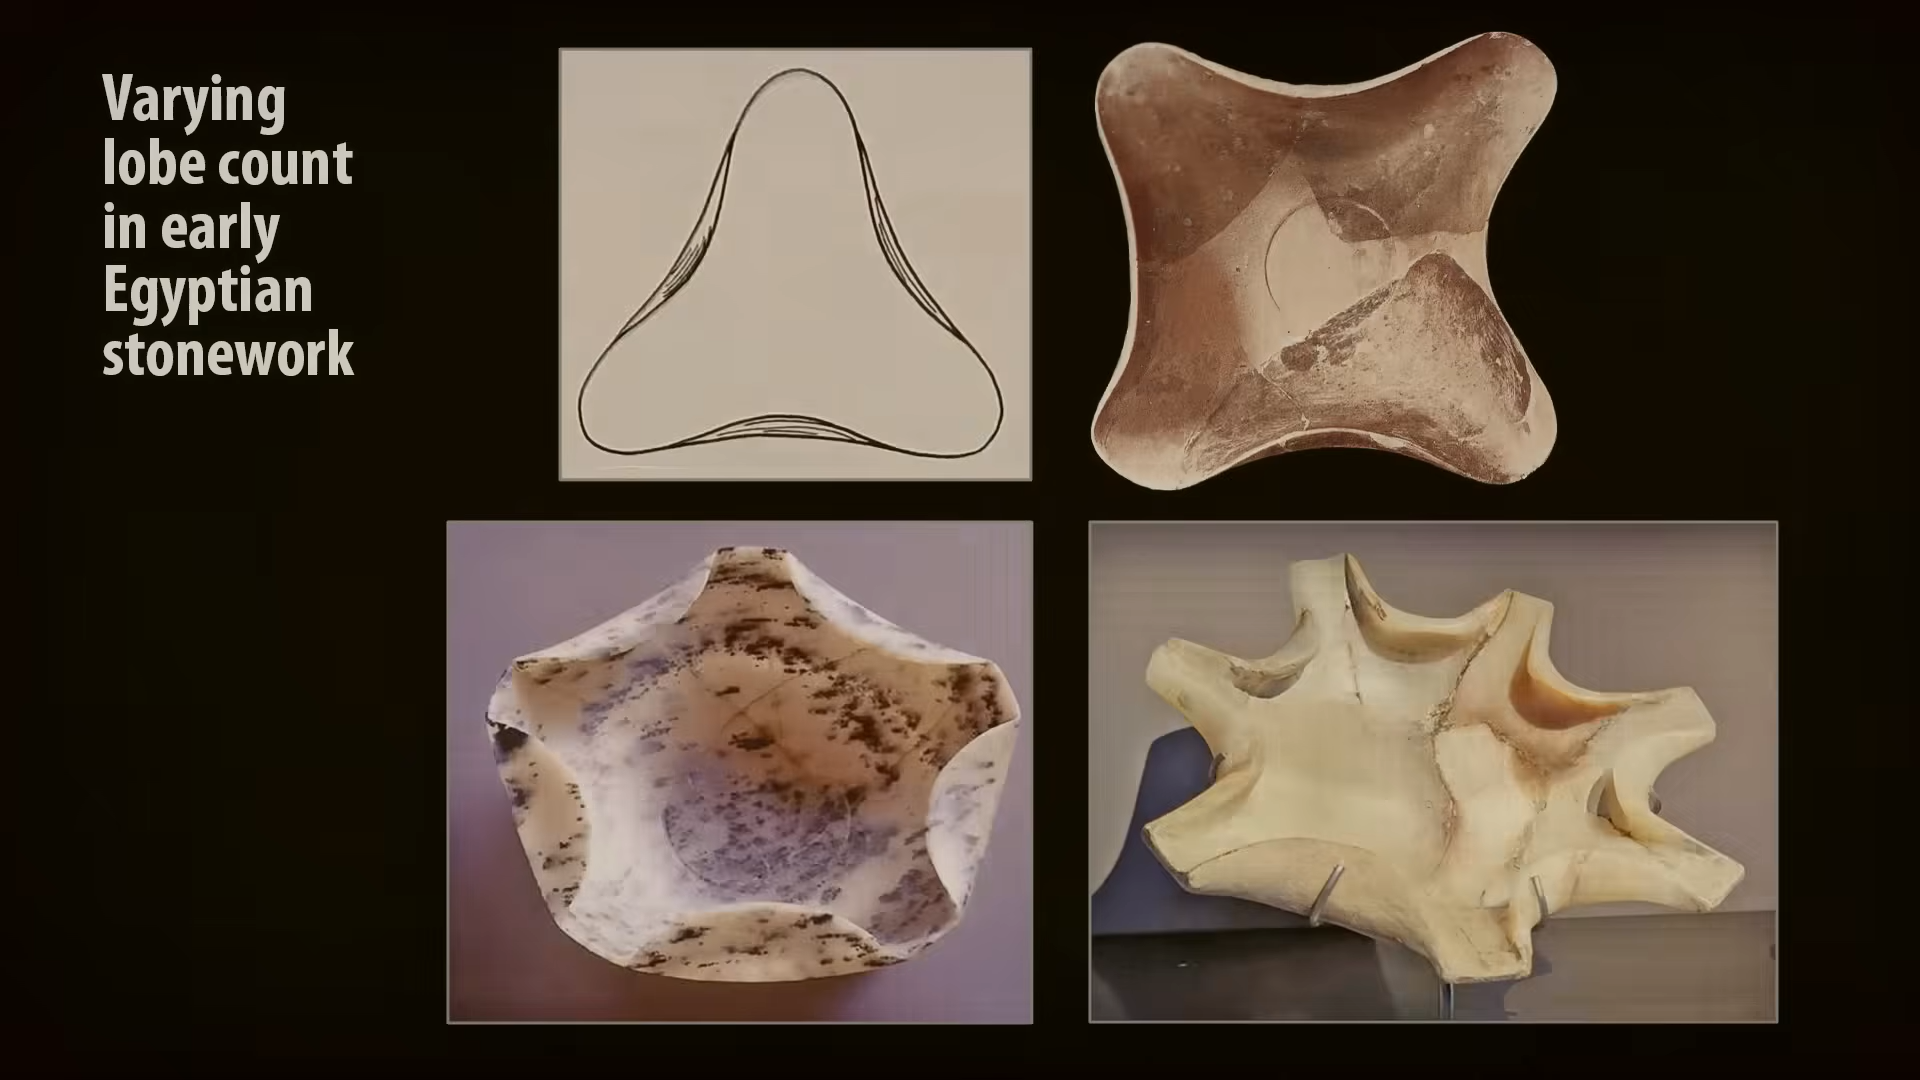 Varying
lobe count
in early
Egyptian
stonework